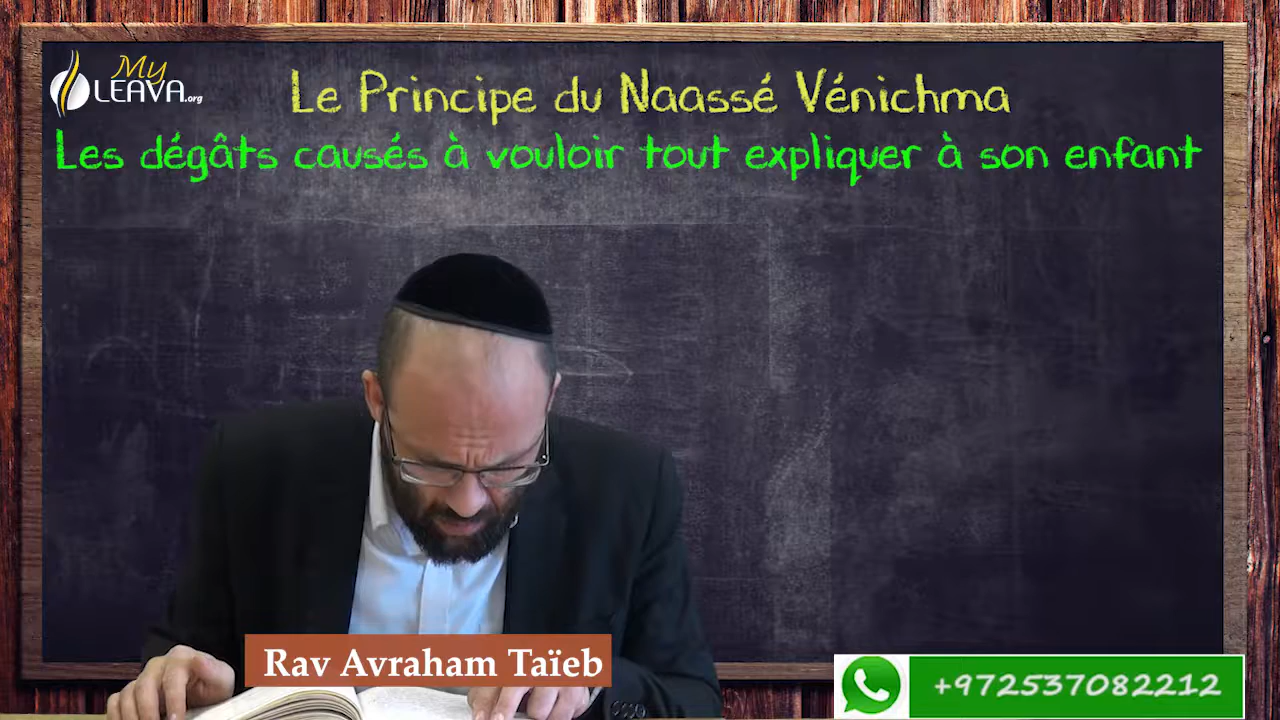 My
LEAVA.org
Le Principe du Naassé Vénichma
Les dégâts causés à vouloir tout expliquer à son enfant
Rav Avraham Taïeb
+972537082212